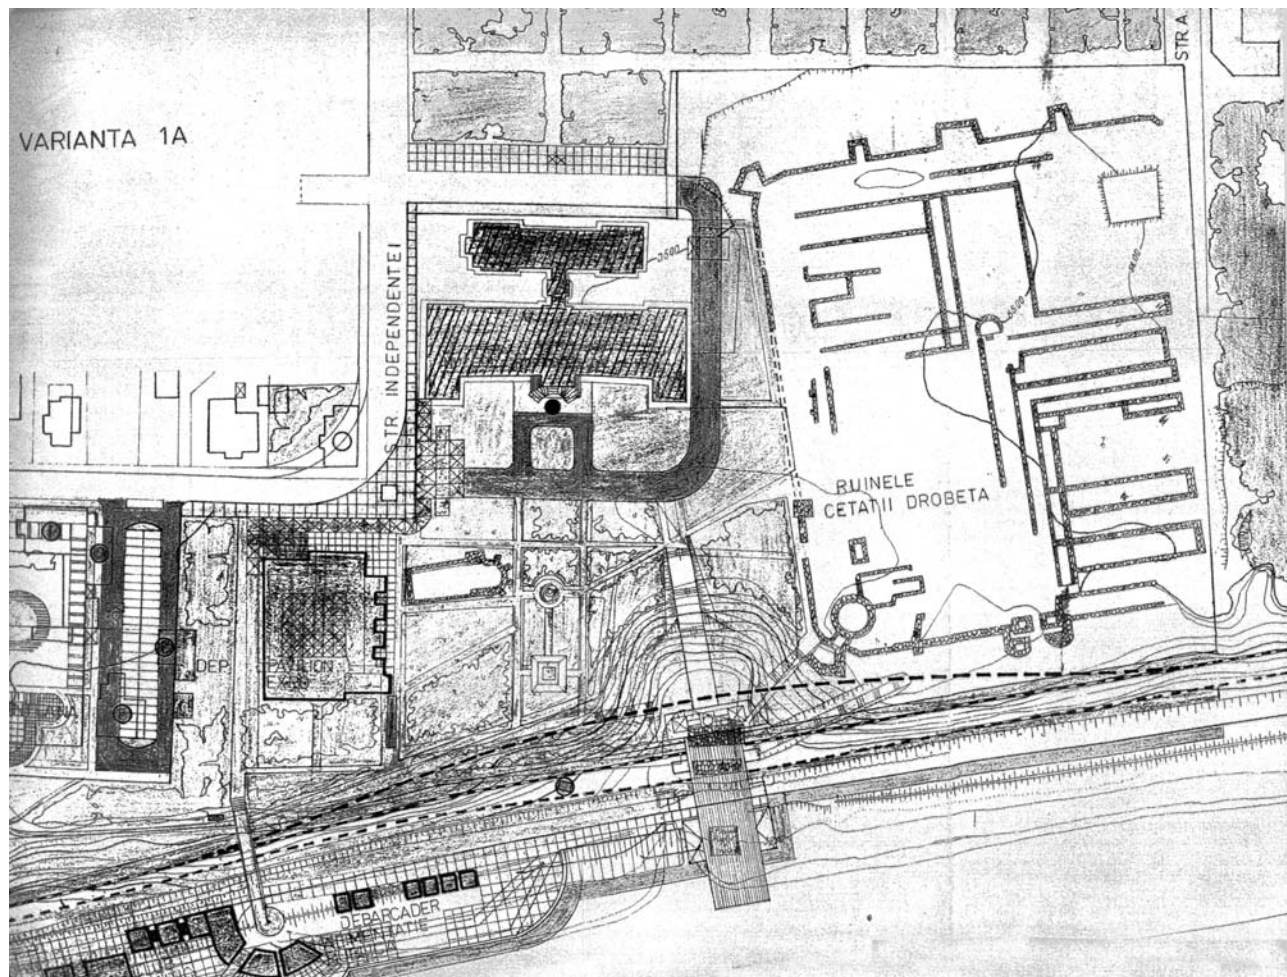 STR A.
VARIANTA 1A
STR. INDEPENDENTEI
RUINELE
CETATII DROBETA
DEP.
PAVILION
EXPO
DEBARCADER